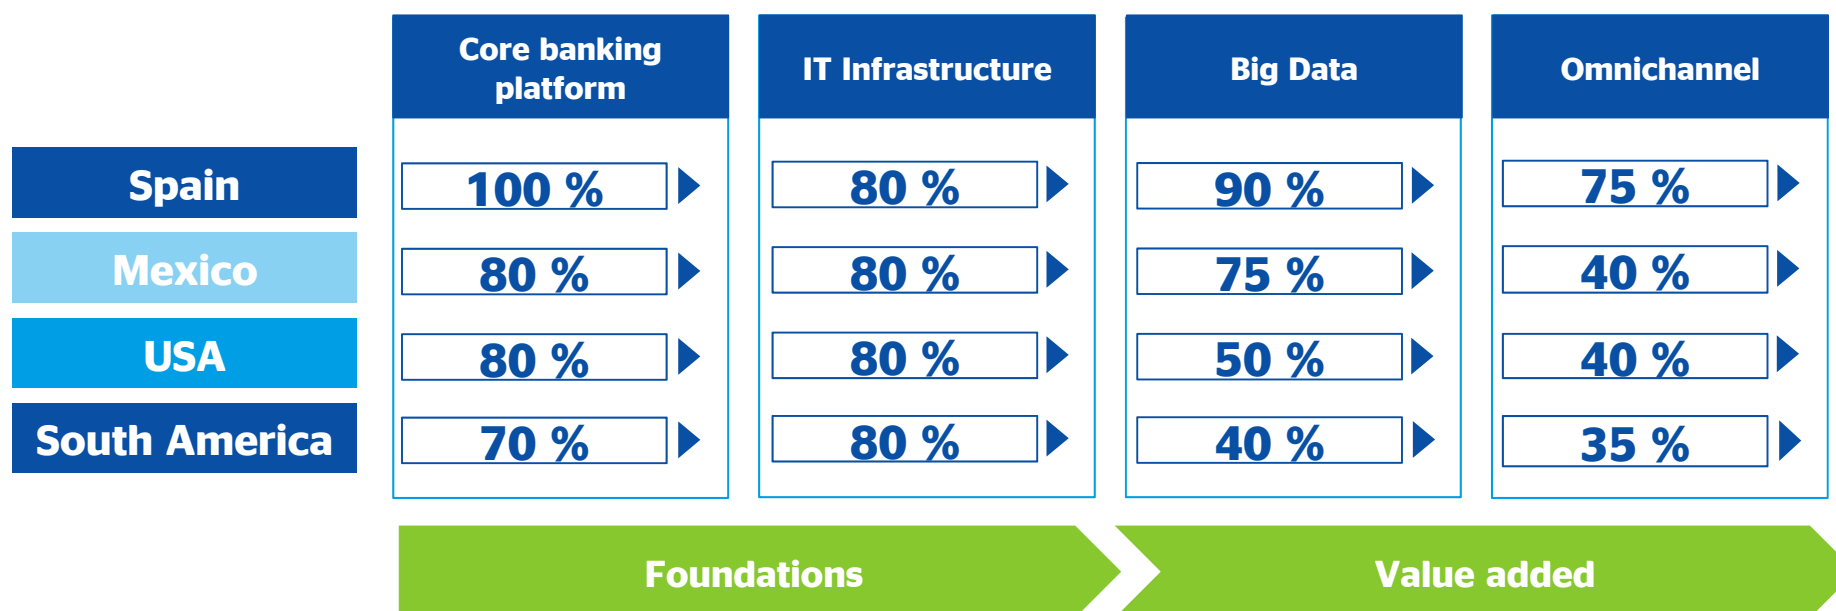 Core banking
platform
IT Infrastructure
Big Data
Omnichannel
Spain
100 %
80 %
90 %
75 %
Mexico
80 %
80 %
75 %
40 %
USA
80 %
80 %
50 %
40 %
South America
70 %
80 %
40 %
35 %
Foundations
Value added